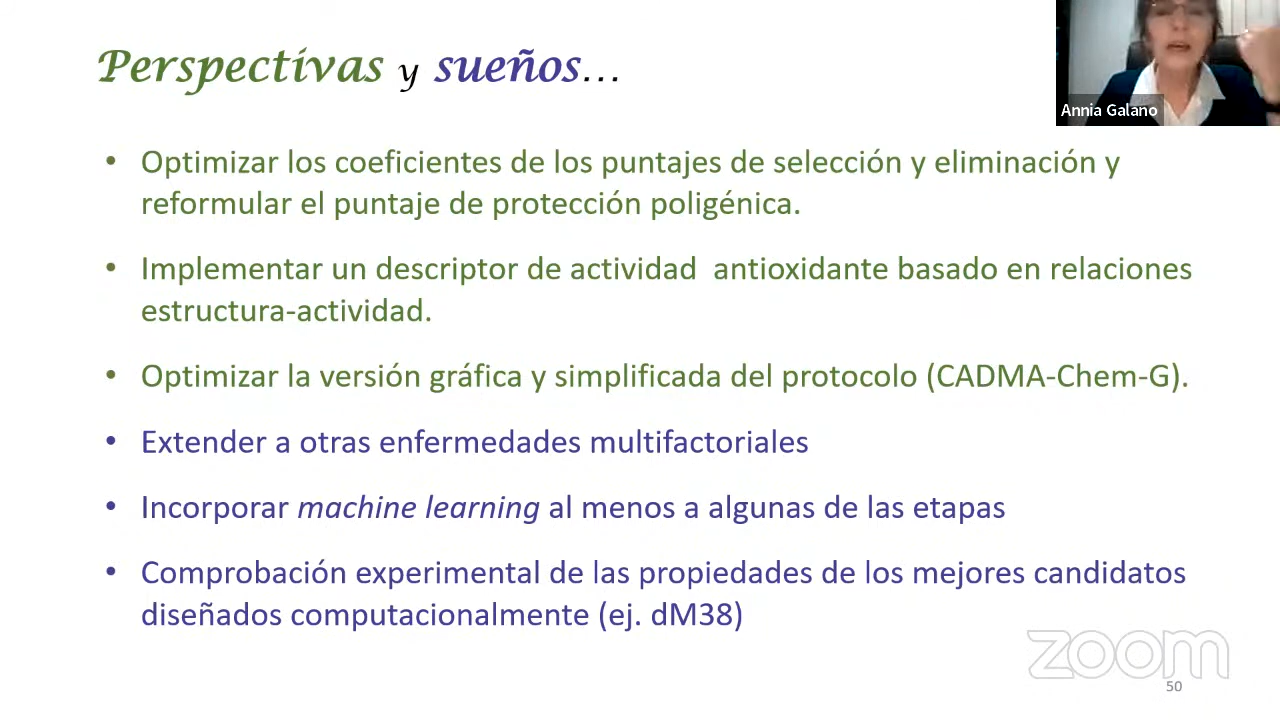 Perspectivas y sueños...
Annia Galano
• Optimizar los coeficientes de los puntajes de selección y eliminación y
reformular el puntaje de protección poligénica.
• Implementar un descriptor de actividad antioxidante basado en relaciones
estructura-actividad.
• Optimizar la versión gráfica y simplificada del protocolo (CADMA-Chem-G).
• Extender a otras enfermedades multifactoriales
• Incorporar machine learning al menos a algunas de las etapas
• Comprobación experimental de las propiedades de los mejores candidatos
diseñados computacionalmente (ej. dM38)
zoom
50